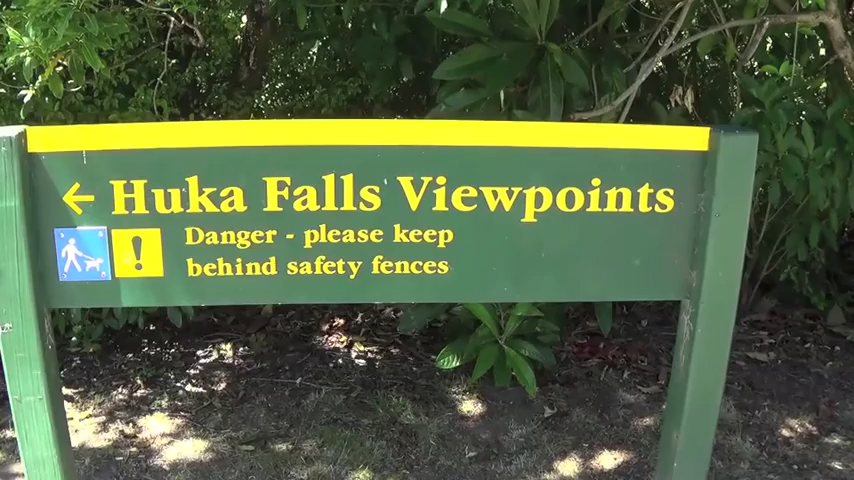 ← Huka Falls Viewpoints
! Danger - please keep
behind safety fences